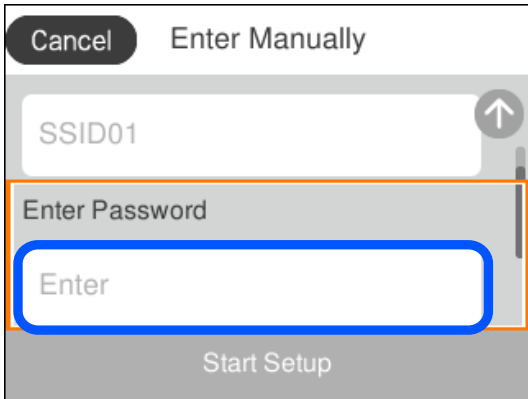 Cancel Enter Manually
SSID01
Enter Password
Enter
Start Setup